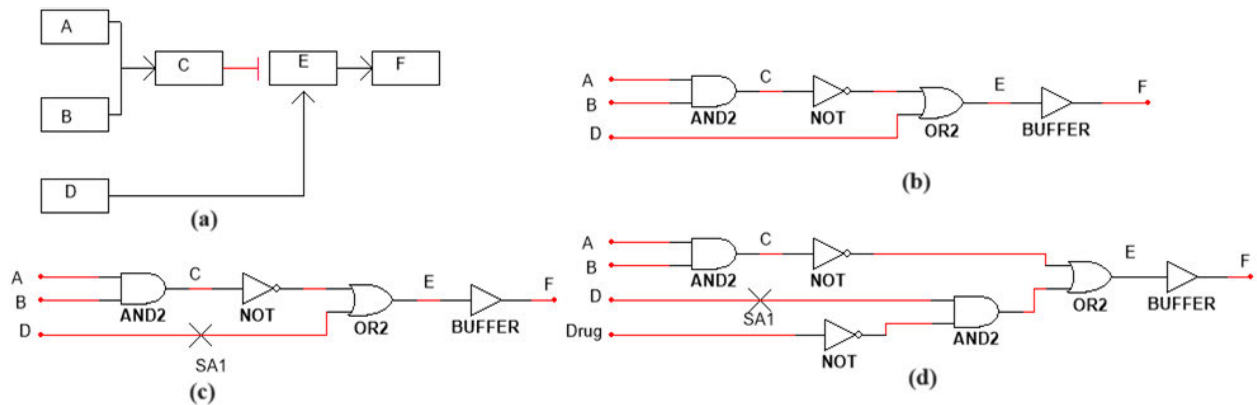 A
C
E
F
B
D
(a)
A
B
D
C
AND2
NOT
OR2
E
BUFFER
F
(b)
A
B
D
C
AND2
NOT
OR2
E
BUFFER
F
SA1
(c)
A
B
D
Drug
C
AND2
NOT
SA1
NOT
AND2
OR2
E
BUFFER
F
(d)